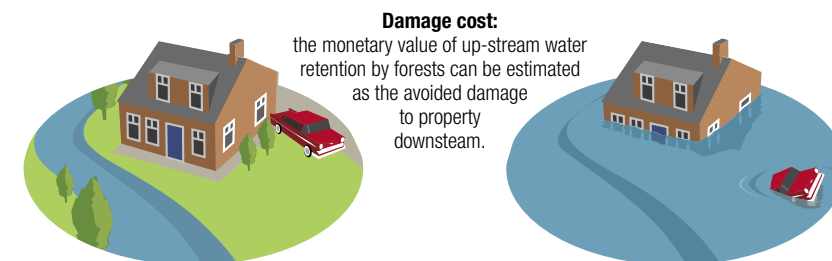 Damage cost:
the monetary value of up-stream water
retention by forests can be estimated
as the avoided damage
to property
downsteam.